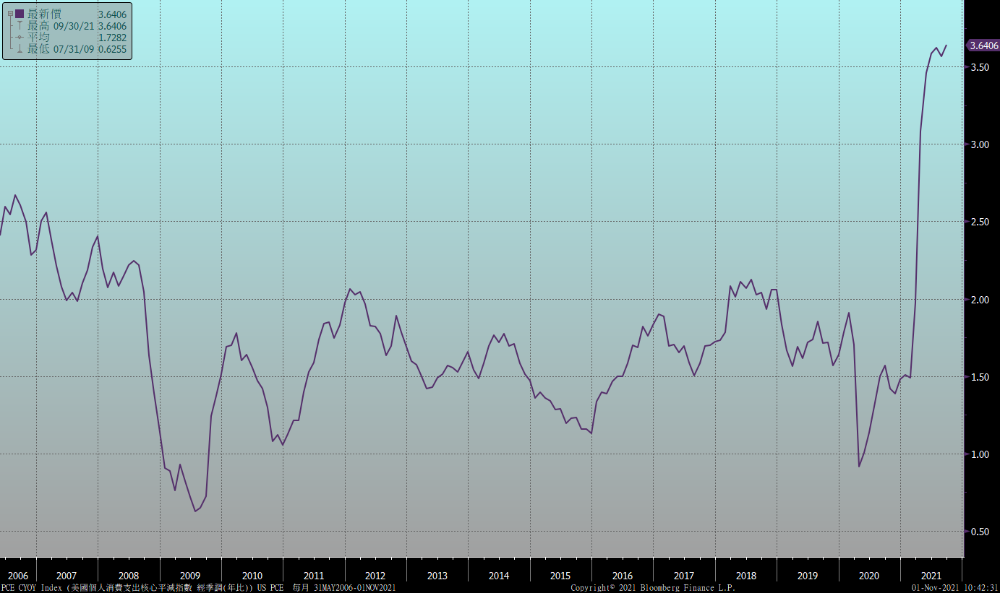 最新價 3.6406
最高 09/30/21 3.6406
平均 1.7282
最低 07/31/09 0.6255
3.6406
3.50
3.00
2.50
2.00
1.50
1.00
0.50
2006 2007 2008 2009 2010 2011 2012 2013 2014 2015 2016 2017 2018 2019 2020 2021
PCE CYOY Index (美國個人消費支出核心平減指數 經季調(年比)) US PCE 每月 31MAY2006-01NOV2021 Copyright© 2021 Bloomberg Finance L.P. 01-Nov-2021 10:42:31